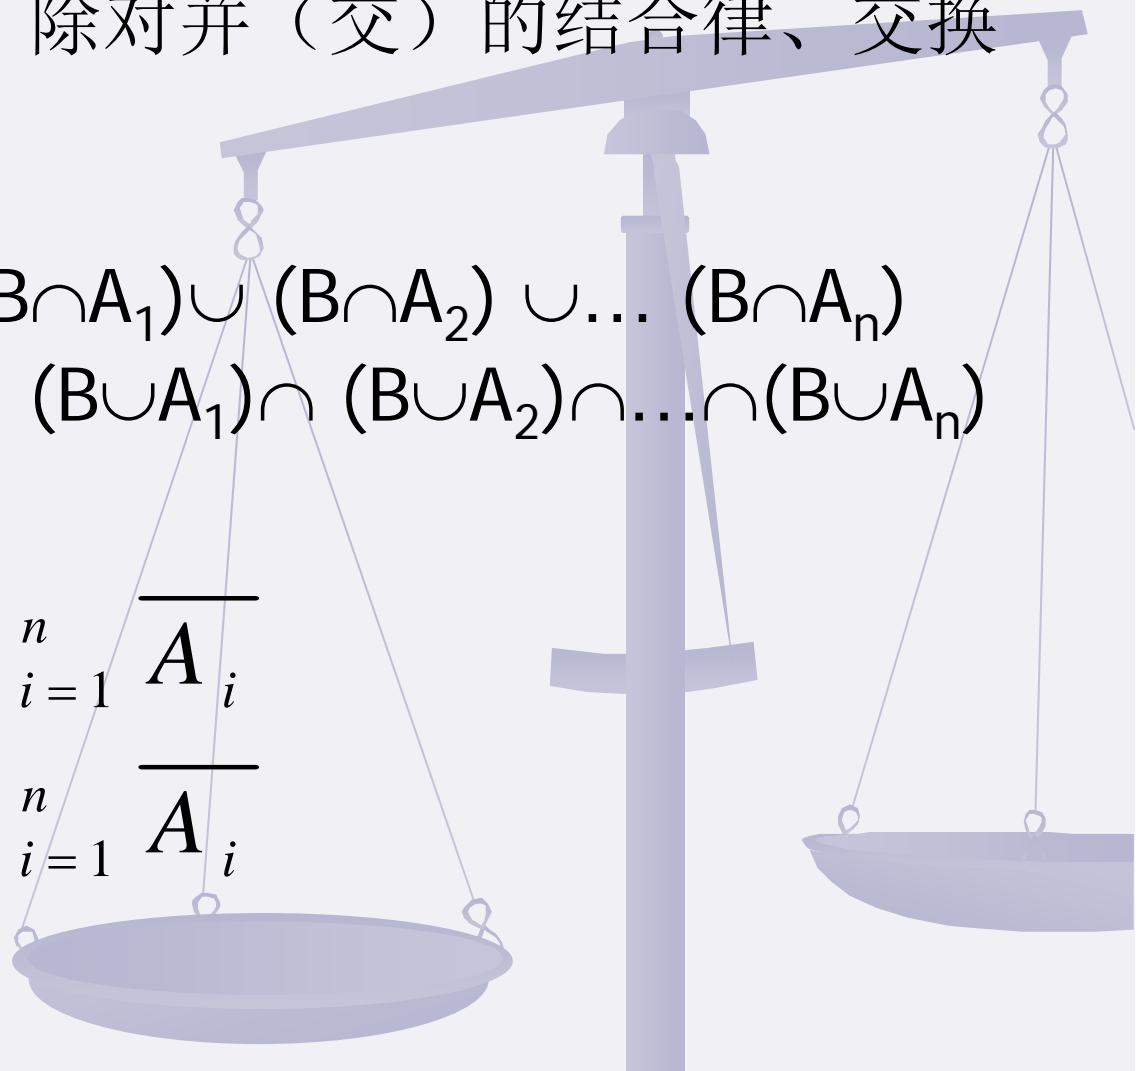 除对并（交）的结合律、交换
B∩A₁)∪ (B∩A₂) ∪… (B∩Aₙ)
(B∪A₁)∩ (B∪A₂)∩…∩(B∪Aₙ)
n
i = 1 A̅ i
n
i = 1 A̅ i